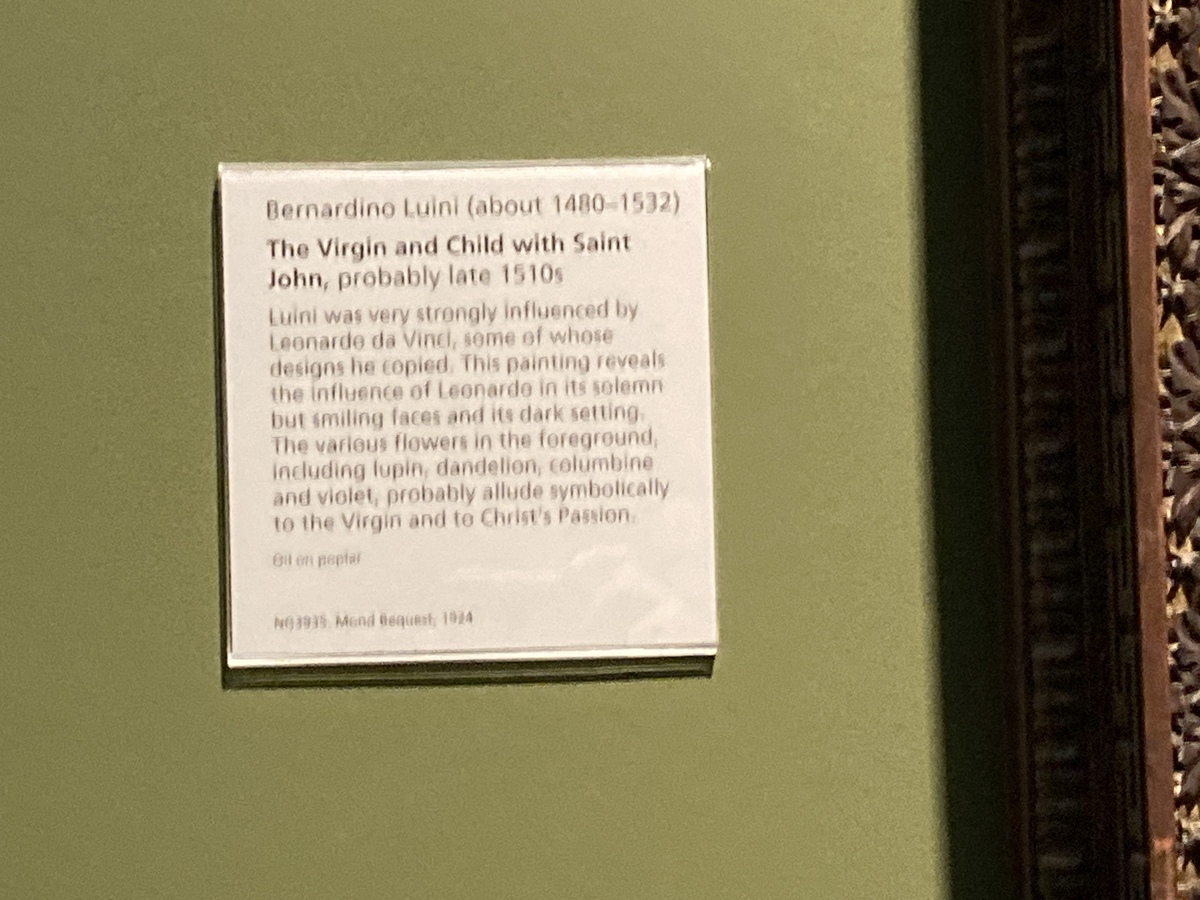 Bernardino Luini (about 1480–1532)
The Virgin and Child with Saint
John, probably late 1510s
Luini was very strongly influenced by
Leonardo da Vinci, some of whose
designs he copied. This painting reveals
the influence of Leonardo in its solemn
but smiling faces and its dark setting.
The various flowers in the foreground,
including lupin, dandelion, columbine
and violet, probably allude symbolically
to the Virgin and to Christ's Passion.
Oil on poplar
NG3935. Mond Bequest, 1924